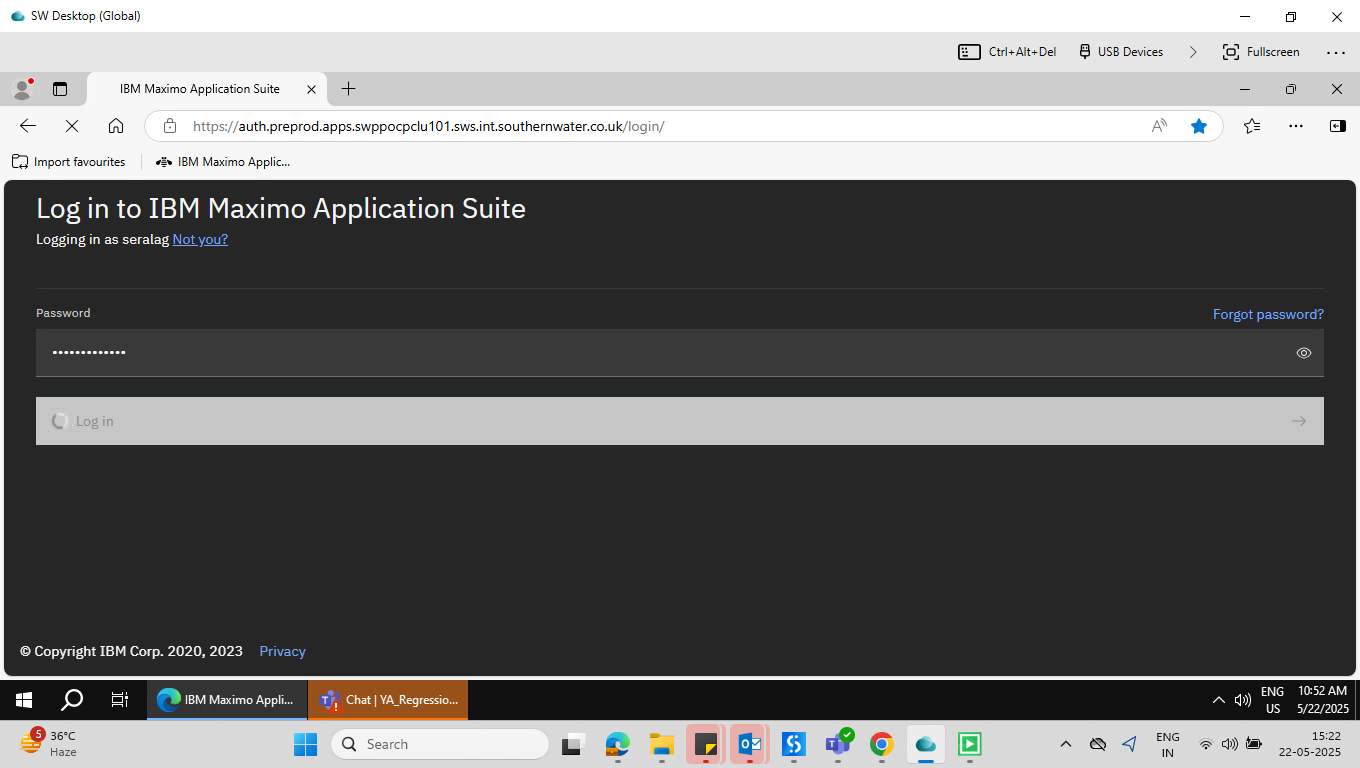 SW Desktop (Global)
Ctrl+Alt+Del USB Devices Fullscreen
IBM Maximo Application Suite
https://auth.preprod.apps.swppocpclu101.sws.int.southernwater.co.uk/login/
Import favourites IBM Maximo Applic...
Log in to IBM Maximo Application Suite
Logging in as seralag Not you?
Password Forgot password?
Log in
© Copyright IBM Corp. 2020, 2023 Privacy
IBM Maximo Appli... Chat | YA_Regressio...
ENG
US
10:52 AM
5/22/2025
5
36°C
Haze
Search
ENG
IN
15:22
22-05-2025